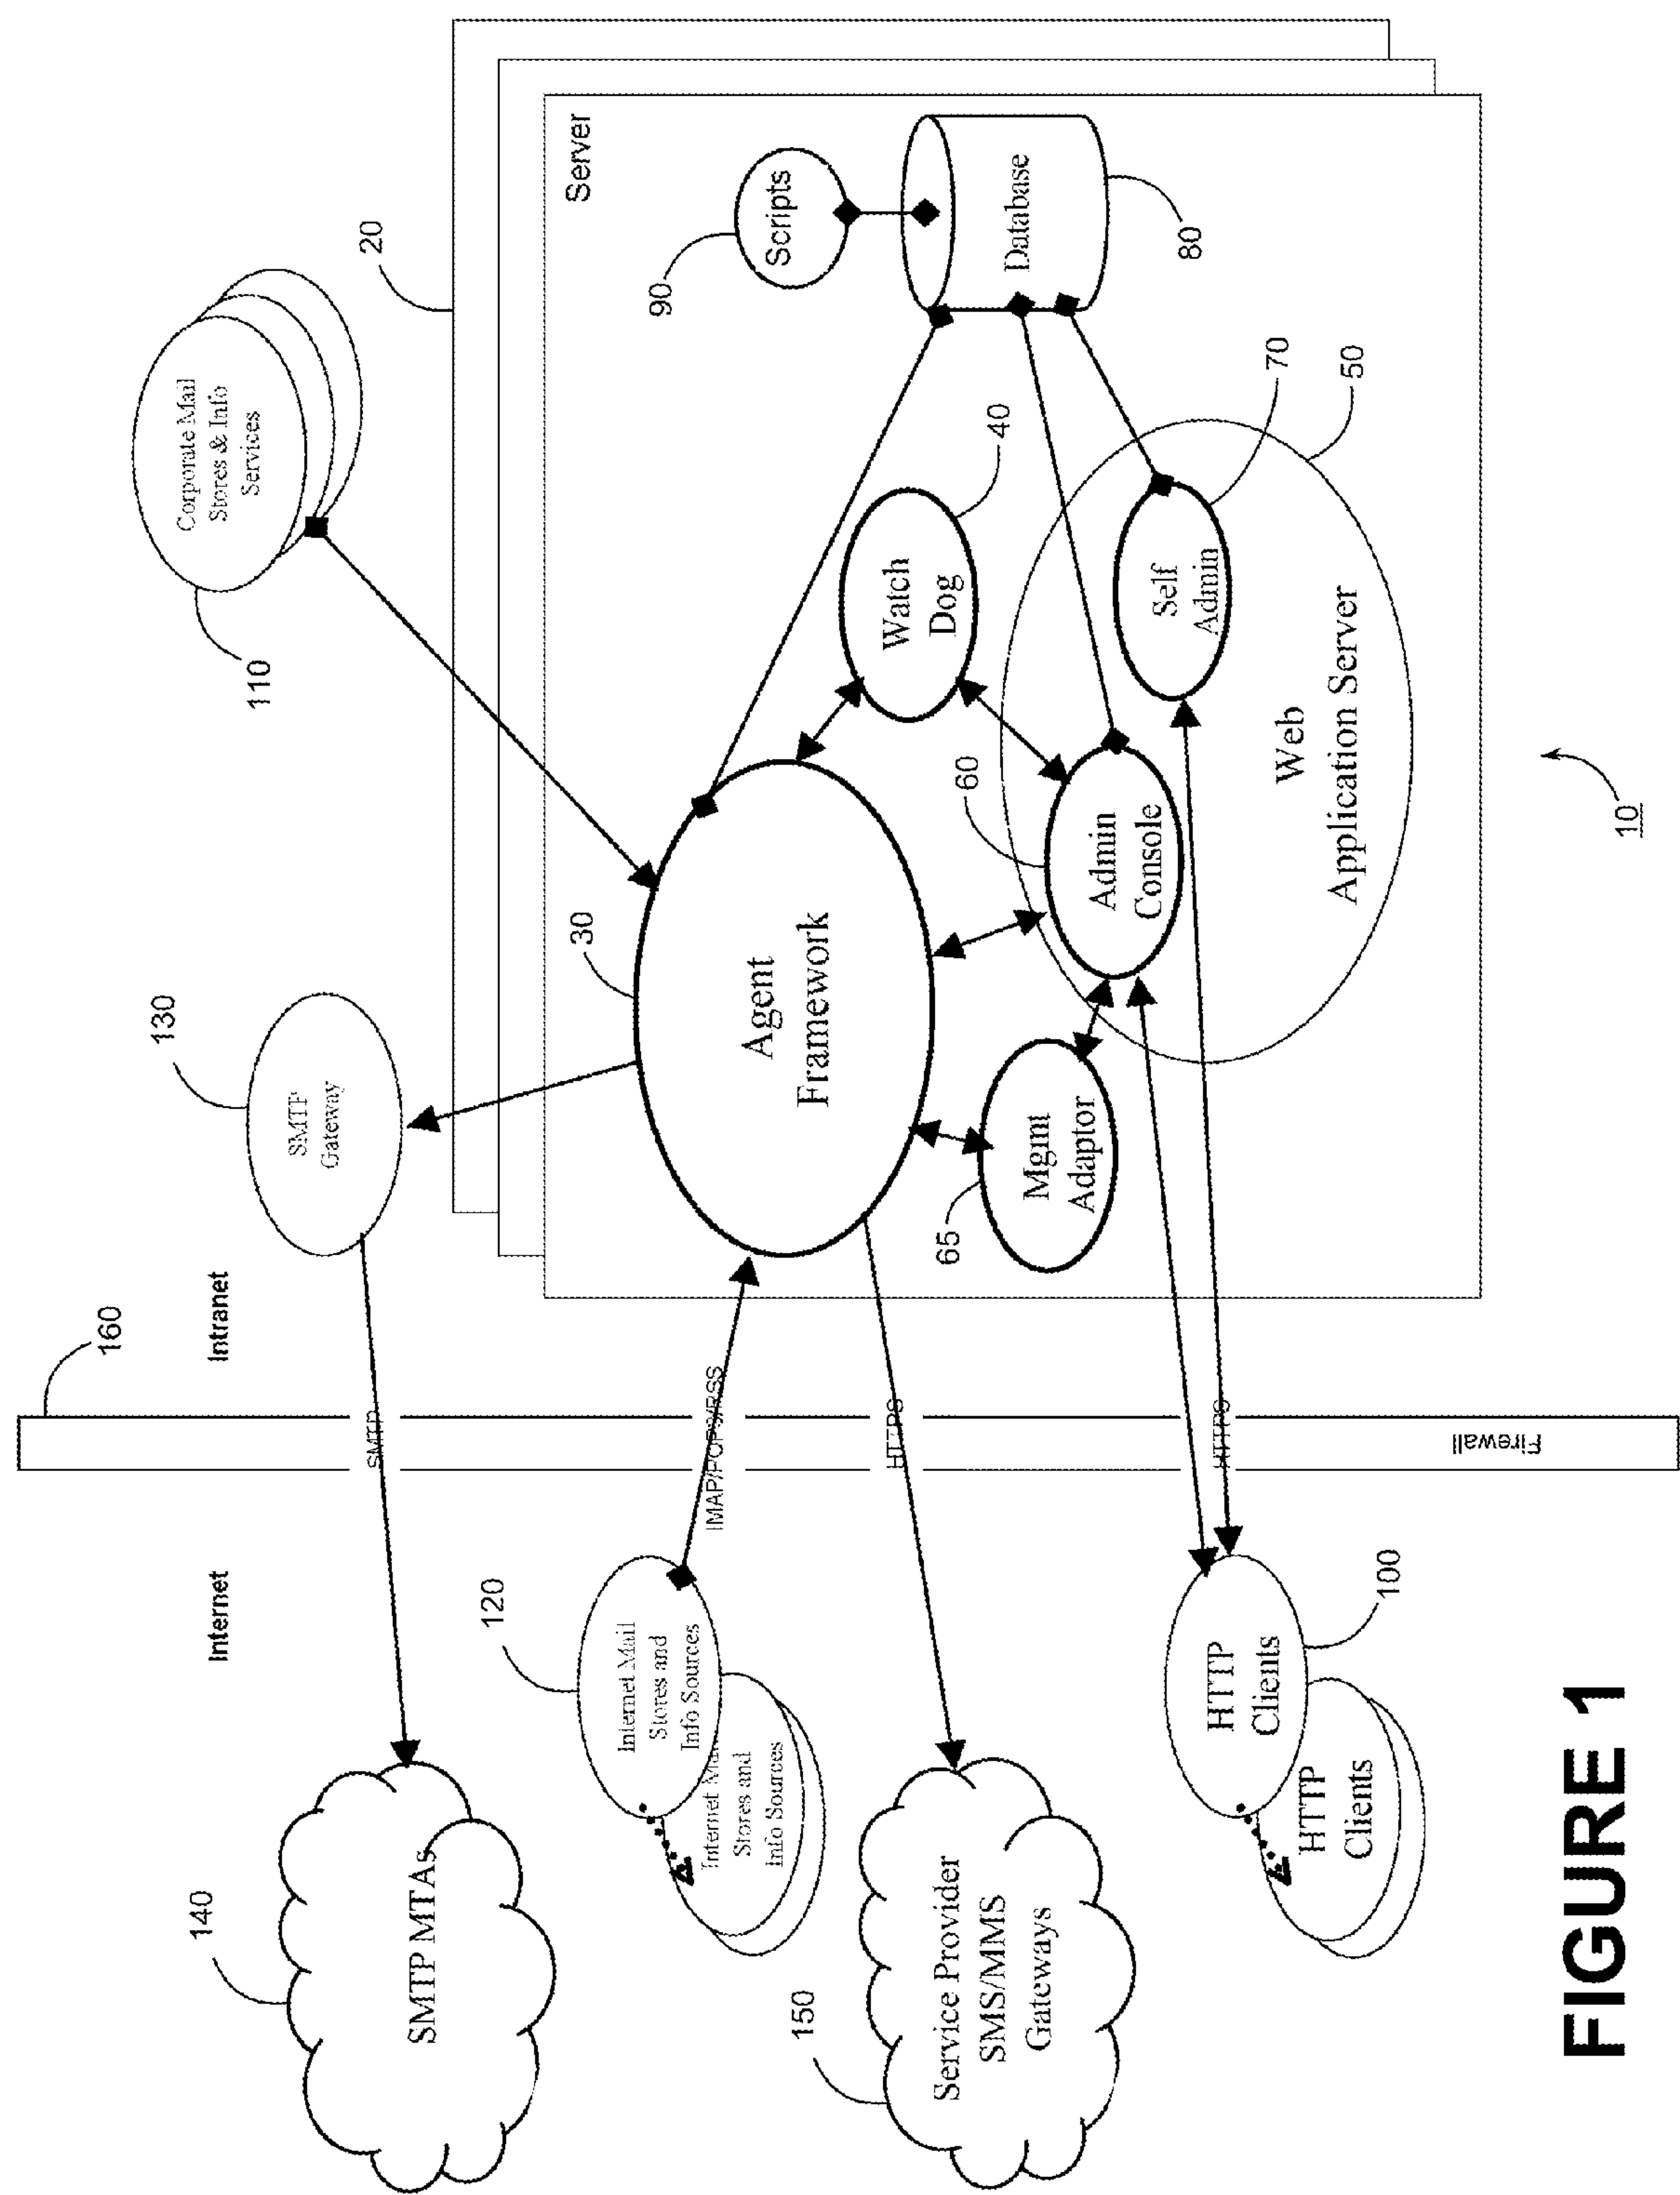 140
SMTP MTAs
Internet
160
Intranet
130
SMTP
Gateway
110
Corporate Mail
Stores & Info
Services
20
SMTP
120
Internet Mail
Stores and
Info Sources
Internet
Stores and
Info Sources
IMAP/POP3/RSS
30
Agent
Framework
Server
90
Scripts
150
Service Provider
SMS/MMS
Gateways
HTTPS
65
Mgmt
Adaptor
60
Admin
Console
Watch
Dog
40
Database
80
HTTP
Clients
HTTP
Clients
100
HTTPS
Self
Admin
70
50
Web
Application Server
Firewall
10
FIGURE 1